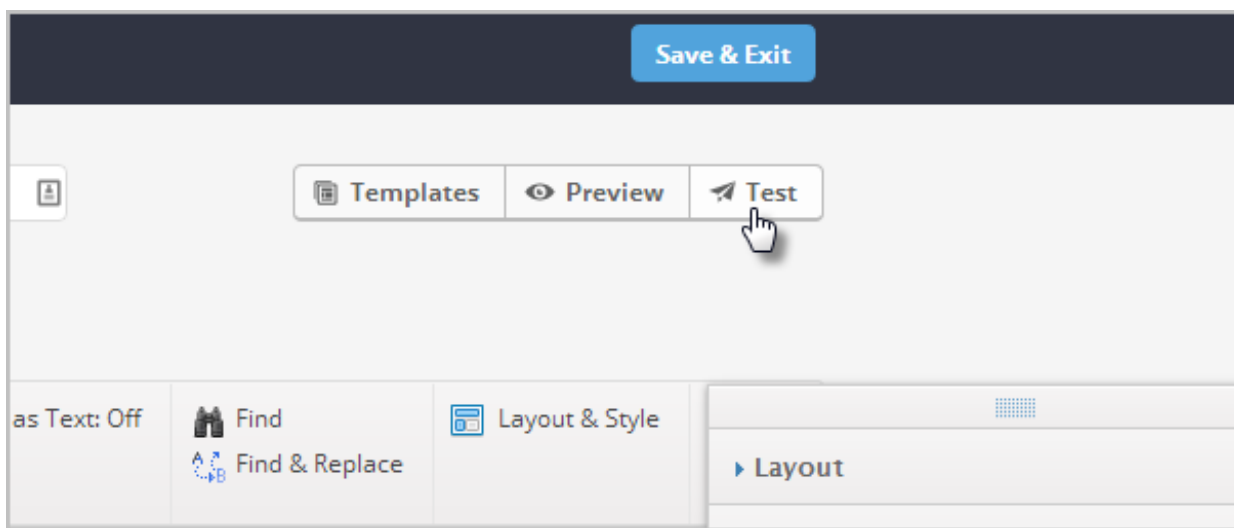 Save & Exit
Templates
Preview
Test
as Text: Off
Find
Layout & Style
Find & Replace
Layout